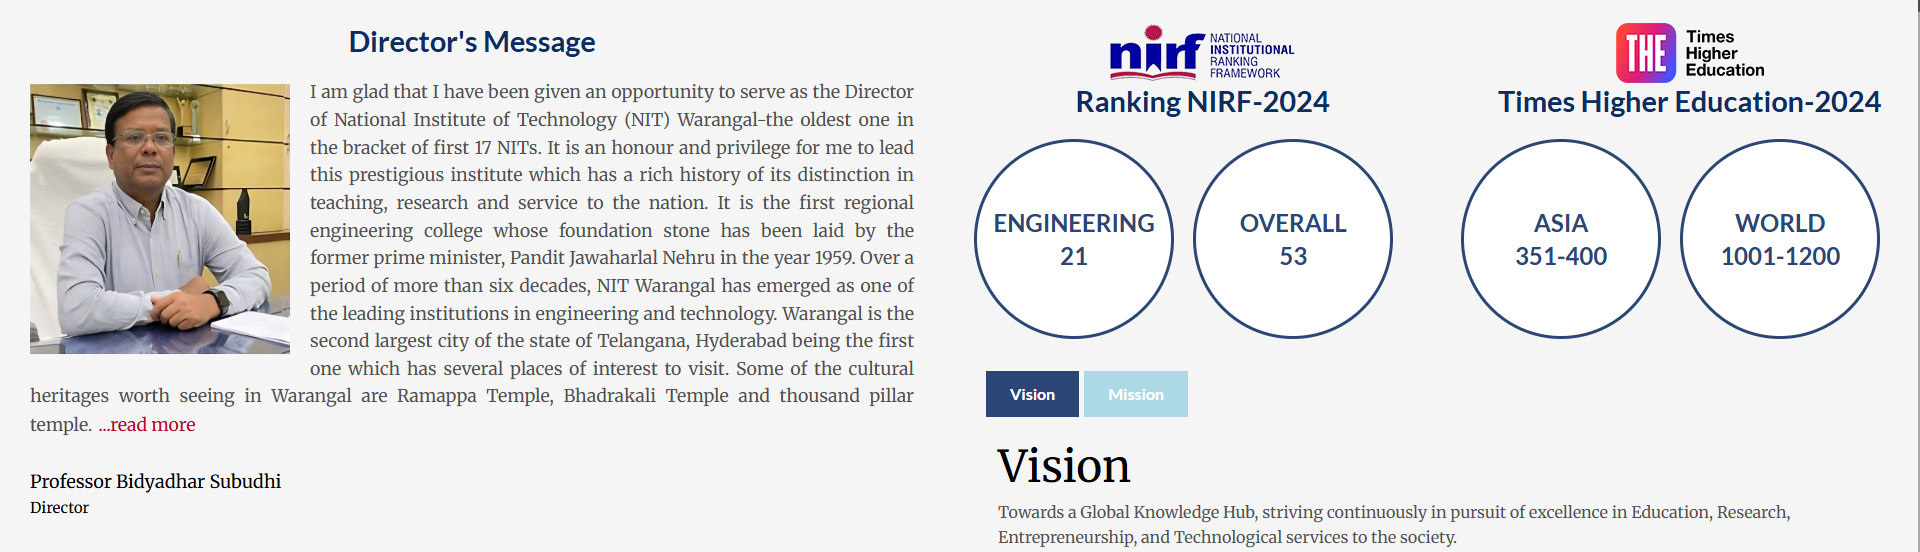 Director's Message
I am glad that I have been given an opportunity to serve as the Director
of National Institute of Technology (NIT) Warangal-the oldest one in
the bracket of first 17 NITs. It is an honour and privilege for me to lead
this prestigious institute which has a rich history of its distinction in
teaching, research and service to the nation. It is the first regional
engineering college whose foundation stone has been laid by the
former prime minister, Pandit Jawaharlal Nehru in the year 1959. Over a
period of more than six decades, NIT Warangal has emerged as one of
the leading institutions in engineering and technology. Warangal is the
second largest city of the state of Telangana, Hyderabad being the first
one which has several places of interest to visit. Some of the cultural
heritages worth seeing in Warangal are Ramappa Temple, Bhadrakali Temple and thousand pillar
temple. ...read more
Professor Bidyadhar Subudhi
Director
nirf
NATIONAL
INSTITUTIONAL
RANKING
FRAMEWORK
Ranking NIRF-2024
ENGINEERING
21
OVERALL
53
THE
Times
Higher
Education
Times Higher Education-2024
ASIA
351-400
WORLD
1001-1200
Vision
Mission
Vision
Towards a Global Knowledge Hub, striving continuously in pursuit of excellence in Education, Research,
Entrepreneurship, and Technological services to the society.